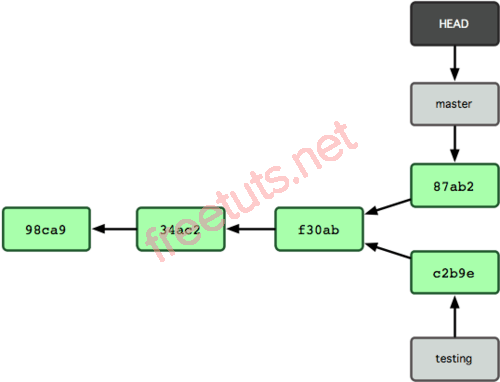 HEAD
master
87ab2
98ca9
34ac2
f30ab
c2b9e
testing
freetuts.net